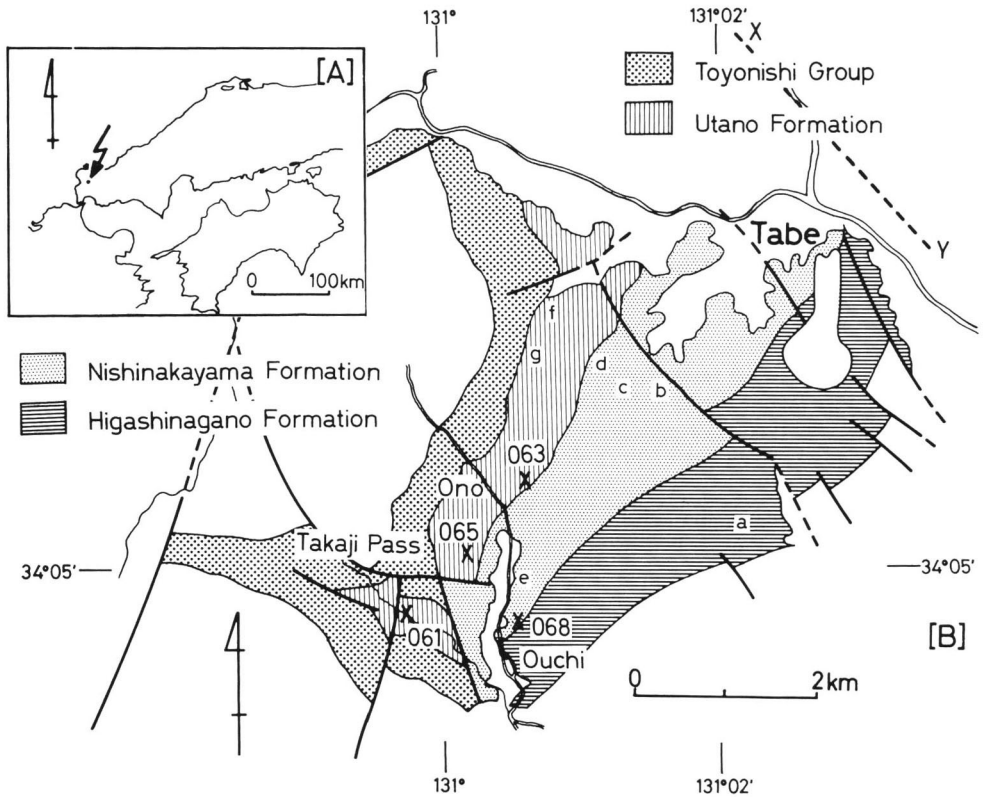 131°
131°02'
X
[A]
Toyonishi Group
Utano Formation
0 100km
Tabe
Y
Nishinakayama Formation
Higashinagano Formation
f
g
d
c
b
063
Ono
a
065
Takaji Pass
34°05'
34°05'
e
061
068
[B]
Ouchi
0 2km
131°
131°02'